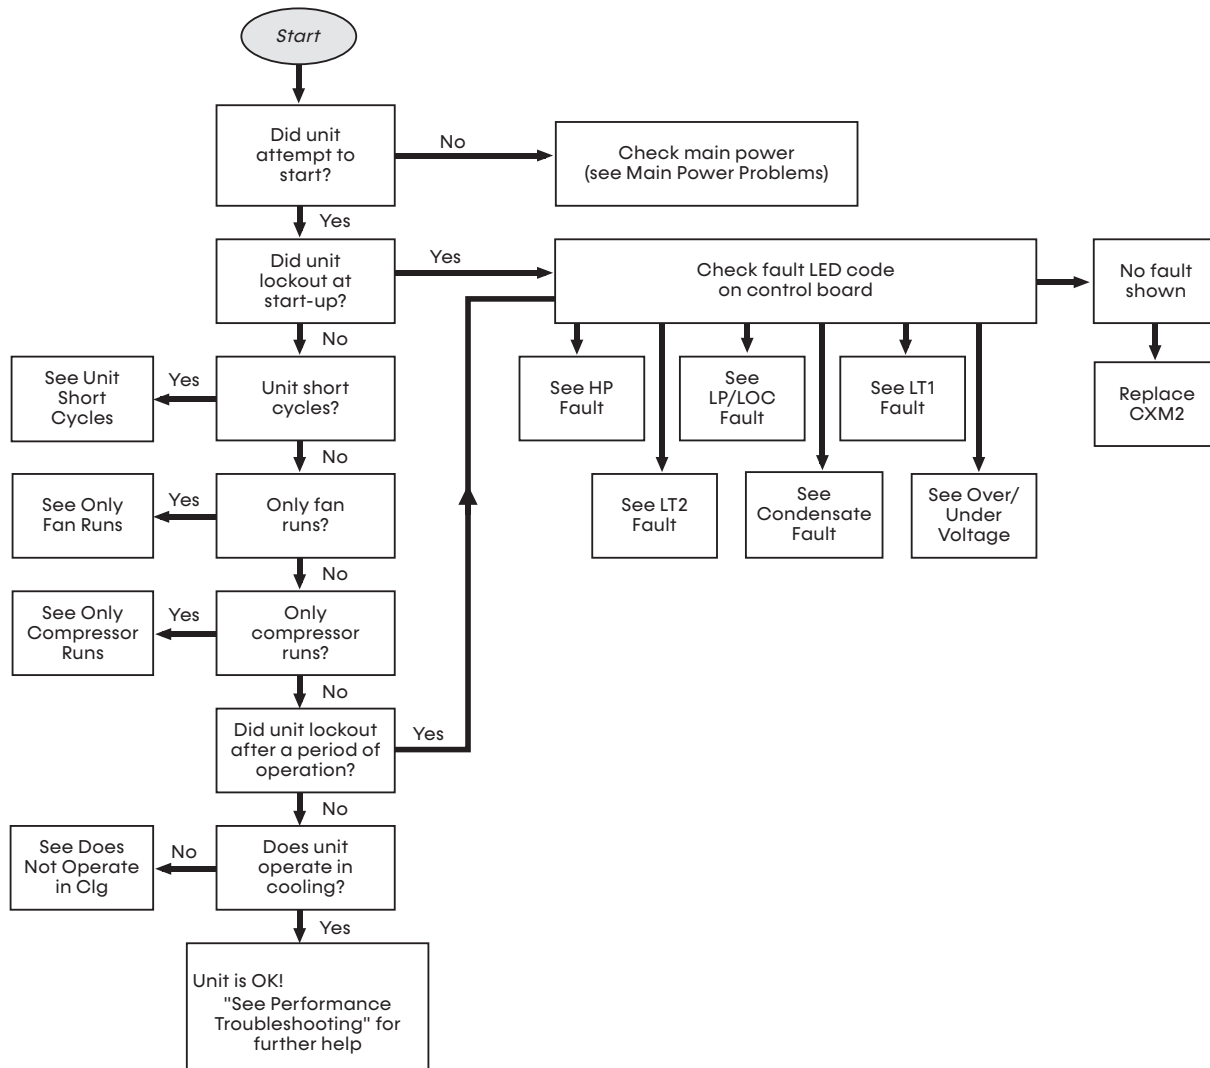 Start
Did unit
attempt to
start?
No
Check main power
(see Main Power Problems)
Yes
Did unit
lockout at
start-up?
Yes
Check fault LED code
on control board
No fault
shown
No
See Unit
Short
Cycles
Yes
Unit short
cycles?
See HP
Fault
See
LP/LOC
Fault
See LT1
Fault
Replace
CXM2
No
See Only
Fan Runs
Yes
Only fan
runs?
See LT2
Fault
See
Condensate
Fault
See Over/
Under
Voltage
No
See Only
Compressor
Runs
Yes
Only
compressor
runs?
No
Did unit lockout
after a period of
operation?
Yes
No
See Does
Not Operate
in Clg
No
Does unit
operate in
cooling?
Yes
Unit is OK!
"See Performance
Troubleshooting" for
further help